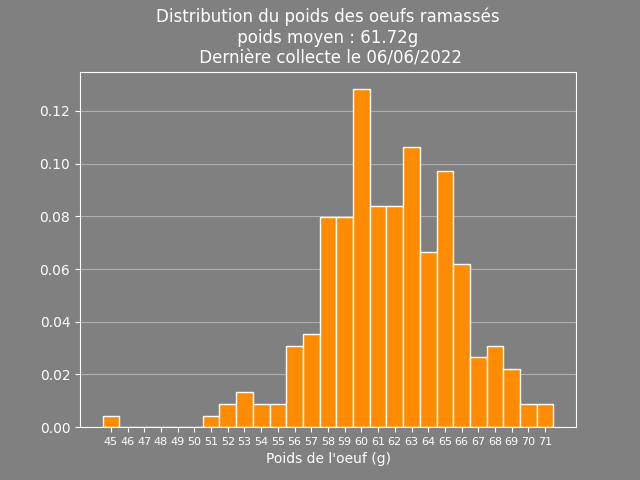 Distribution du poids des oeufs ramassés
poids moyen : 61.72g
Dernière collecte le 06/06/2022
0.12
0.10
0.08
0.06
0.04
0.02
0.00
45 46 47 48 49 50 51 52 53 54 55 56 57 58 59 60 61 62 63 64 65 66 67 68 69 70 71
Poids de l'oeuf (g)